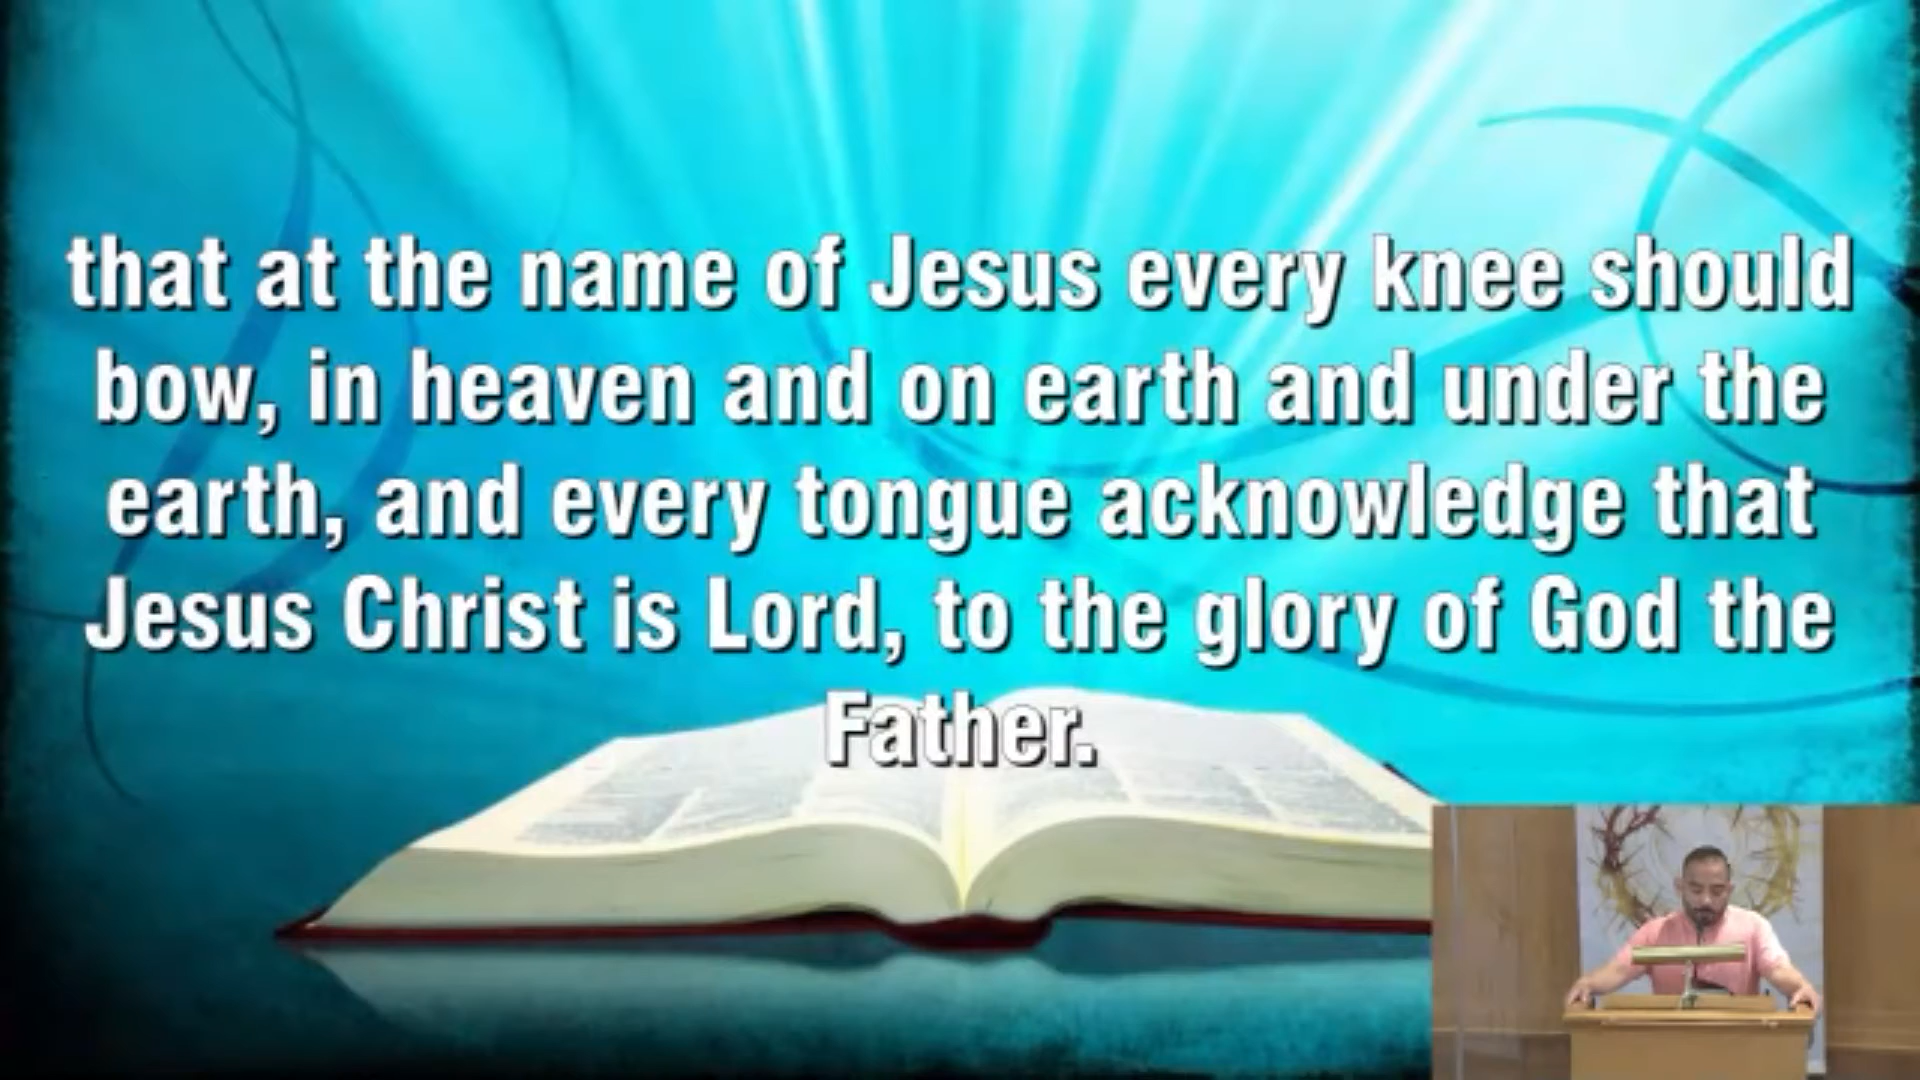 that at the name of Jesus every knee should
bow, in heaven and on earth and under the
earth, and every tongue acknowledge that
Jesus Christ is Lord, to the glory of God the
Father.